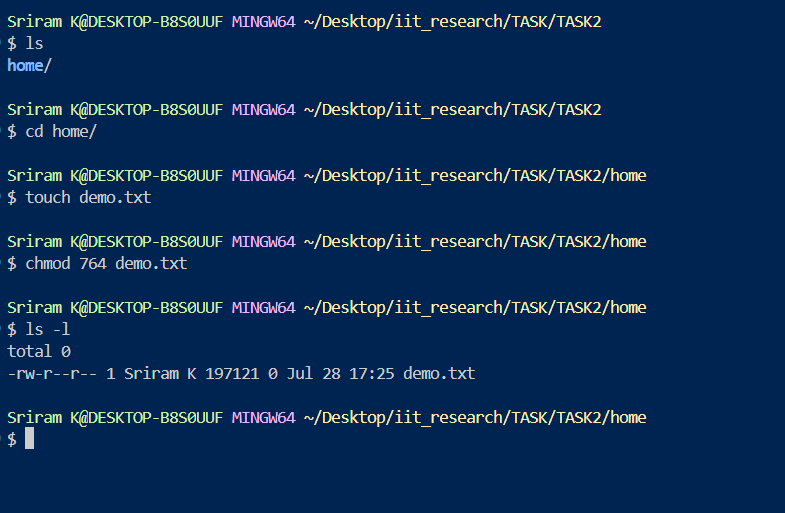 Sriram K@DESKTOP-B8S0UUF MINGW64 ~/Desktop/iit_research/TASK/TASK2
$ ls
home/
Sriram K@DESKTOP-B8S0UUF MINGW64 ~/Desktop/iit_research/TASK/TASK2
$ cd home/
Sriram K@DESKTOP-B8S0UUF MINGW64 ~/Desktop/iit_research/TASK/TASK2/home
$ touch demo.txt
Sriram K@DESKTOP-B8S0UUF MINGW64 ~/Desktop/iit_research/TASK/TASK2/home
$ chmod 764 demo.txt
Sriram K@DESKTOP-B8S0UUF MINGW64 ~/Desktop/iit_research/TASK/TASK2/home
$ ls -l
total 0
-rw-r--r-- 1 Sriram K 197121 0 Jul 28 17:25 demo.txt
Sriram K@DESKTOP-B8S0UUF MINGW64 ~/Desktop/iit_research/TASK/TASK2/home
$